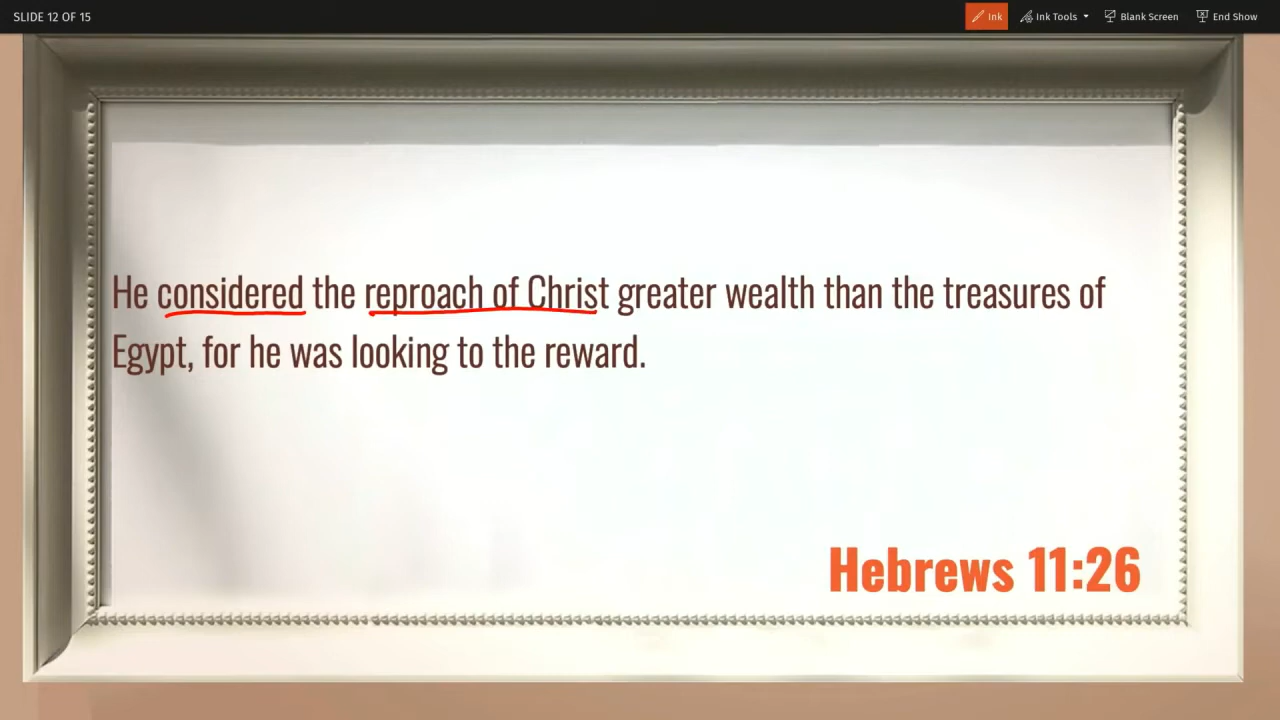 SLIDE 12 OF 15
Ink
Ink Tools
Blank Screen
End Show
He considered the reproach of Christ greater wealth than the treasures of
Egypt, for he was looking to the reward.
Hebrews 11:26